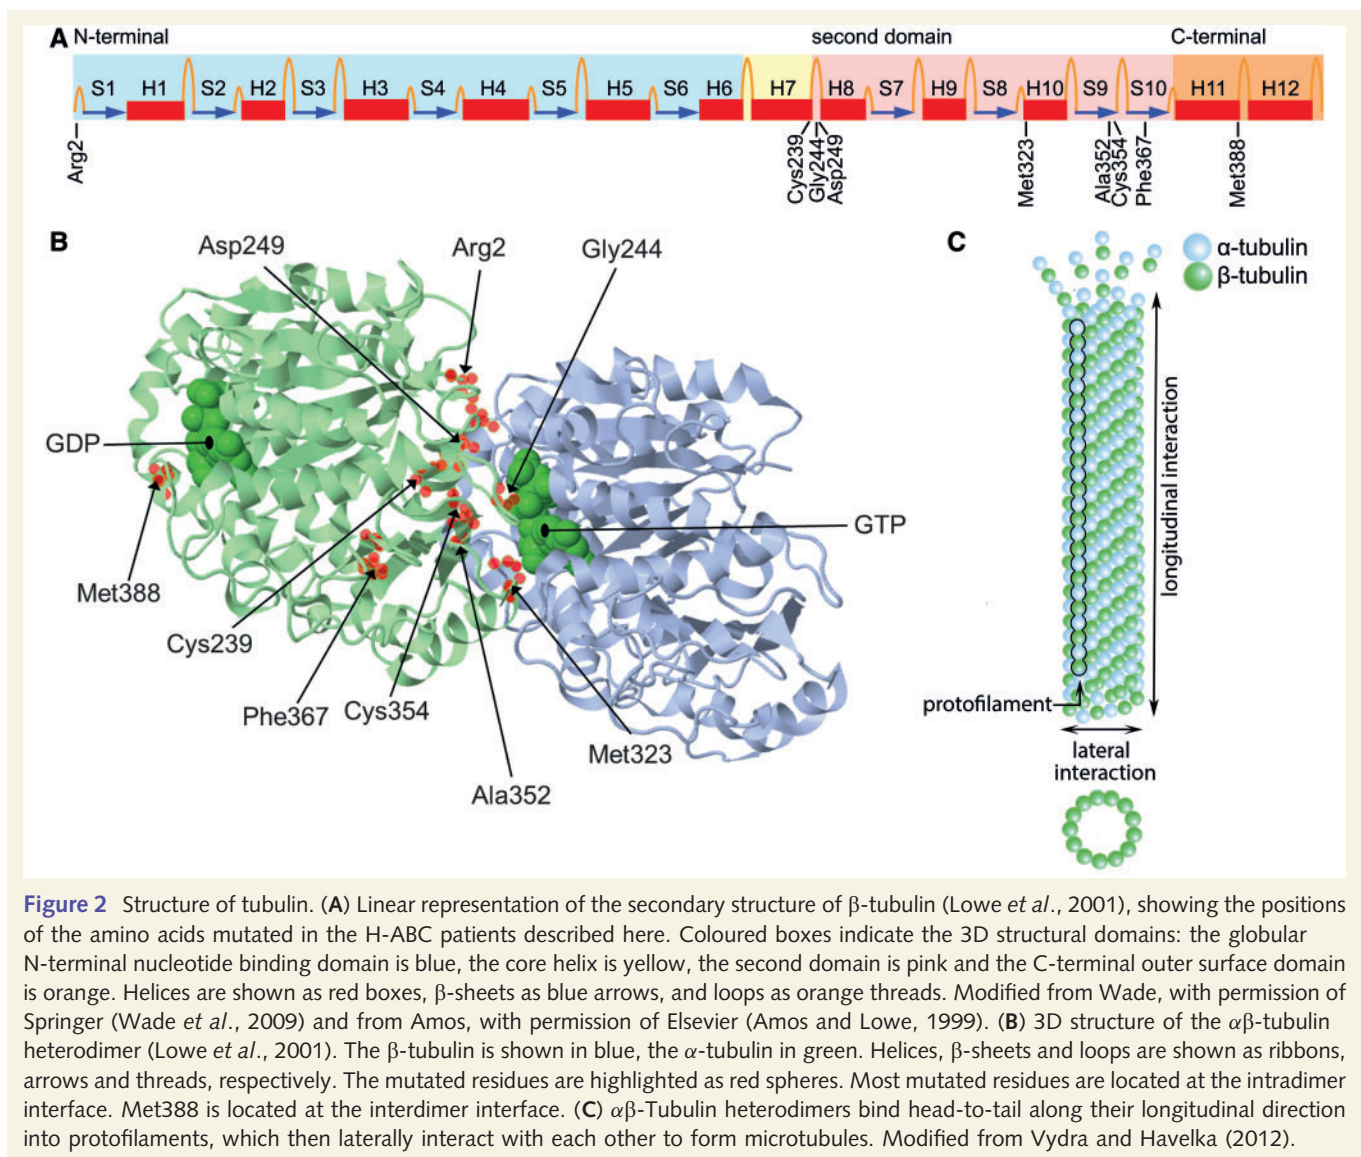 A N-terminal second domain C-terminal
S1 H1 S2 H2 S3 H3 S4 H4 S5 H5 S6 H6 H7 H8 S7 H9 S8 H10 S9 S10 H11 H12
Arg2
Cys239
Gly244
Asp249
Met323
Ala352
Cys354
Phe367
Met388
B
Asp249
Arg2
Gly244
GDP
GTP
Met388
Cys239
Phe367
Cys354
Met323
Ala352
C
α-tubulin
β-tubulin
longitudinal interaction
protofilament
lateral
interaction
Figure 2 Structure of tubulin. (A) Linear representation of the secondary structure of β-tubulin (Lowe et al., 2001), showing the positions
of the amino acids mutated in the H-ABC patients described here. Coloured boxes indicate the 3D structural domains: the globular
N-terminal nucleotide binding domain is blue, the core helix is yellow, the second domain is pink and the C-terminal outer surface domain
is orange. Helices are shown as red boxes, β-sheets as blue arrows, and loops as orange threads. Modified from Wade, with permission of
Springer (Wade et al., 2009) and from Amos, with permission of Elsevier (Amos and Lowe, 1999). (B) 3D structure of the αβ-tubulin
heterodimer (Lowe et al., 2001). The β-tubulin is shown in blue, the α-tubulin in green. Helices, β-sheets and loops are shown as ribbons,
arrows and threads, respectively. The mutated residues are highlighted as red spheres. Most mutated residues are located at the intradimer
interface. Met388 is located at the interdimer interface. (C) αβ-Tubulin heterodimers bind head-to-tail along their longitudinal direction
into protofilaments, which then laterally interact with each other to form microtubules. Modified from Vydra and Havelka (2012).